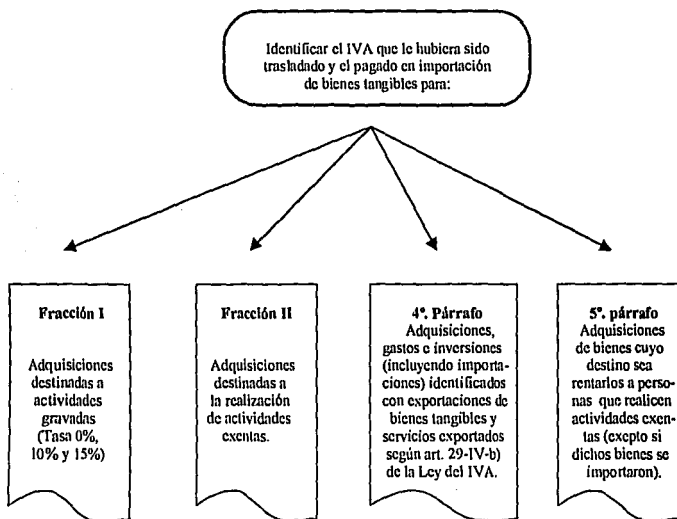 Identificar el IVA que le hubiera sido
trasladado y el pagado en importación
de bienes tangibles para:
Fracción I
Adquisiciones
destinadas a
actividades
gravadas
(Tasa 0%,
10% y 15%)
Fracción II
Adquisiciones
destinadas a
la realización
de actividades
exentas.
4º. Párrafo
Adquisiciones,
gastos e inversiones
(incluyendo importa-
ciones) identificados
con exportaciones de
bienes tangibles y
servicios exportados
según art. 29-IV-b)
de la Ley del IVA.
5º. párrafo
Adquisiciones
de bienes cuyo
destino sea
rentarlos a perso-
nas que realicen
actividades exen-
tas (exepto si
dichos bienes se
importaron).